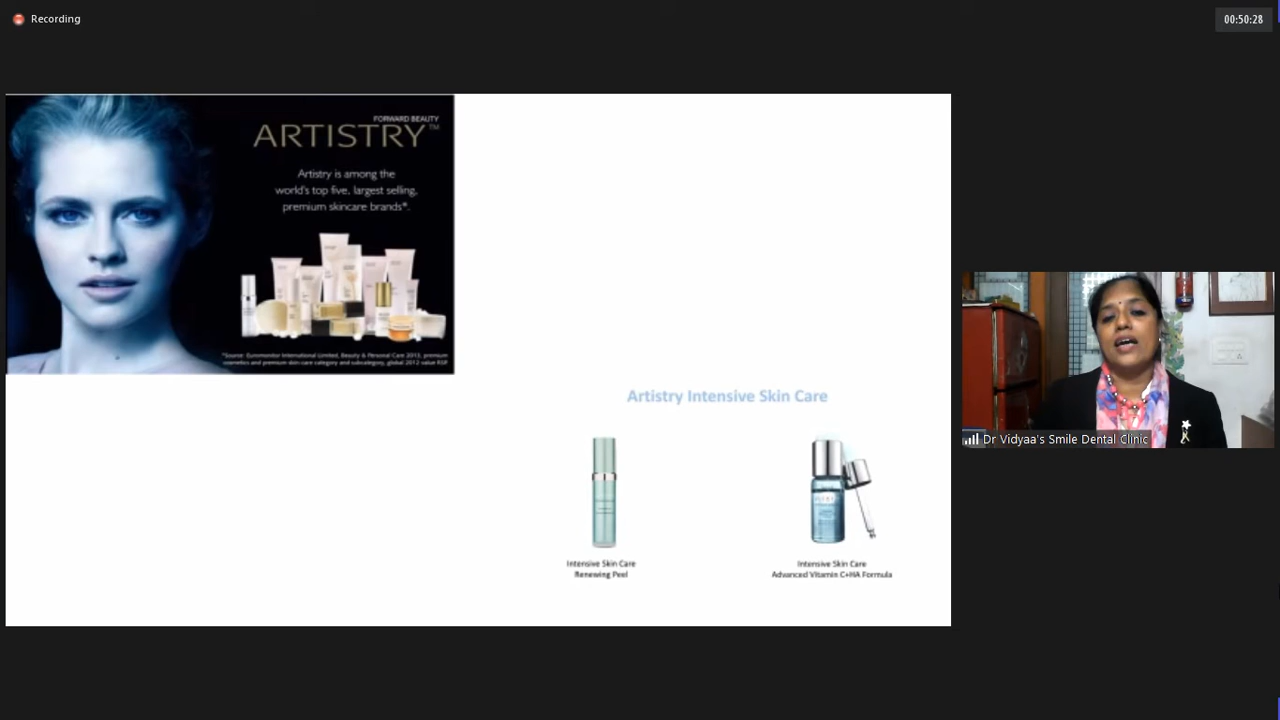 Recording
00:50:28
FORWARD BEAUTY
ARTISTRY™
Artistry is among the
world's top five, largest selling,
premium skincare brands*.
*Source: Euromonitor International Limited, Beauty & Personal Care 2013, premium
cosmetics and premium skin care category and subcategory, global 2012 value RSP
Artistry Intensive Skin Care
Intensive Skin Care
Renewing Peel
Intensive Skin Care
Advanced Vitamin C+HA Formula
Dr Vidyaa's Smile Dental Clinic